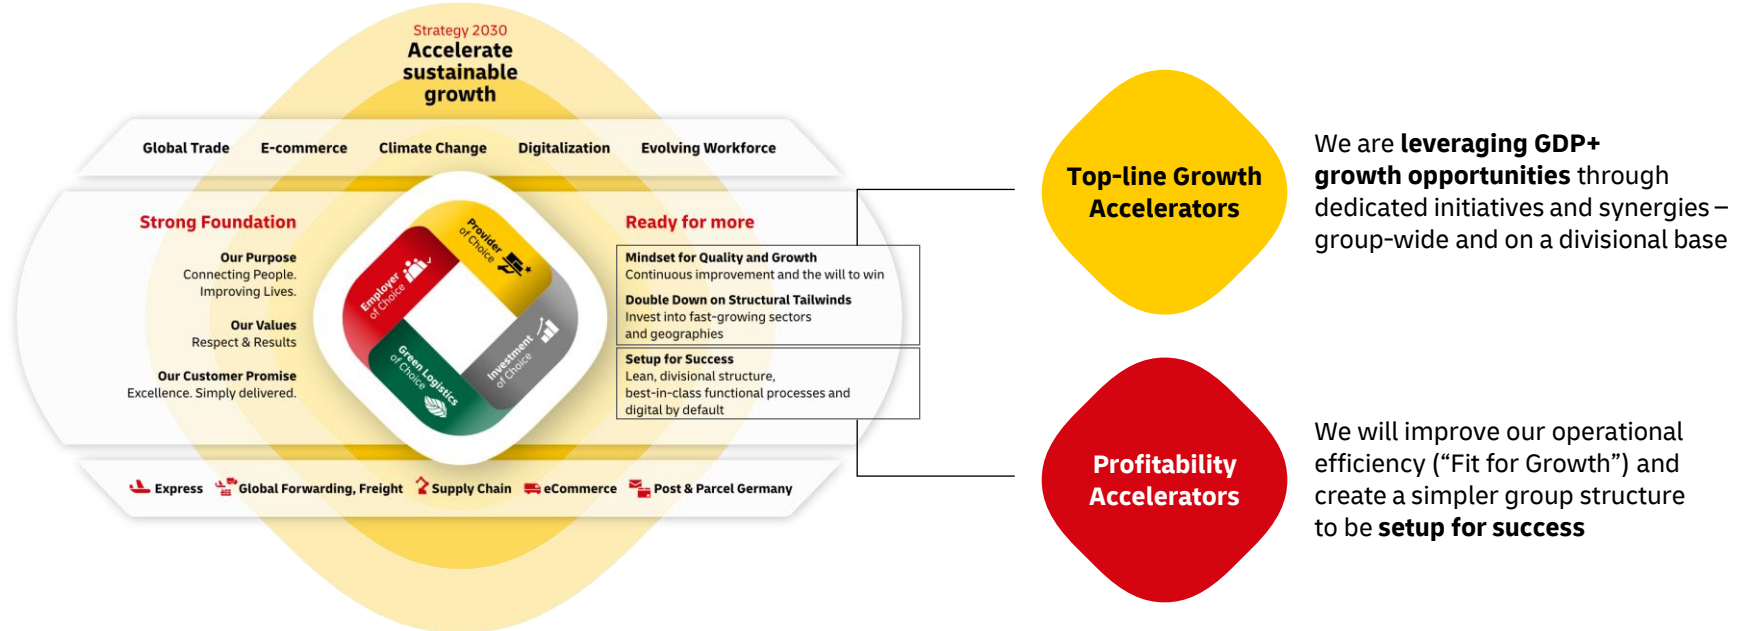 Strategy 2030
Accelerate
sustainable
growth
Global Trade
E-commerce
Climate Change
Digitalization
Evolving Workforce
Strong Foundation
Our Purpose
Connecting People.
Improving Lives.
Our Values
Respect & Results
Our Customer Promise
Excellence. Simply delivered.
Employer
of Choice
Provider
of Choice
Green Logistics
of Choice
Investment
of Choice
Ready for more
Mindset for Quality and Growth
Continuous improvement and the will to win
Double Down on Structural Tailwinds
Invest into fast-growing sectors
and geographies
Setup for Success
Lean, divisional structure,
best-in-class functional processes and
digital by default
Express
Global Forwarding, Freight
Supply Chain
eCommerce
Post & Parcel Germany
Top-line Growth
Accelerators
We are leveraging GDP+
growth opportunities through
dedicated initiatives and synergies –
group-wide and on a divisional base
Profitability
Accelerators
We will improve our operational
efficiency (“Fit for Growth”) and
create a simpler group structure
to be setup for success